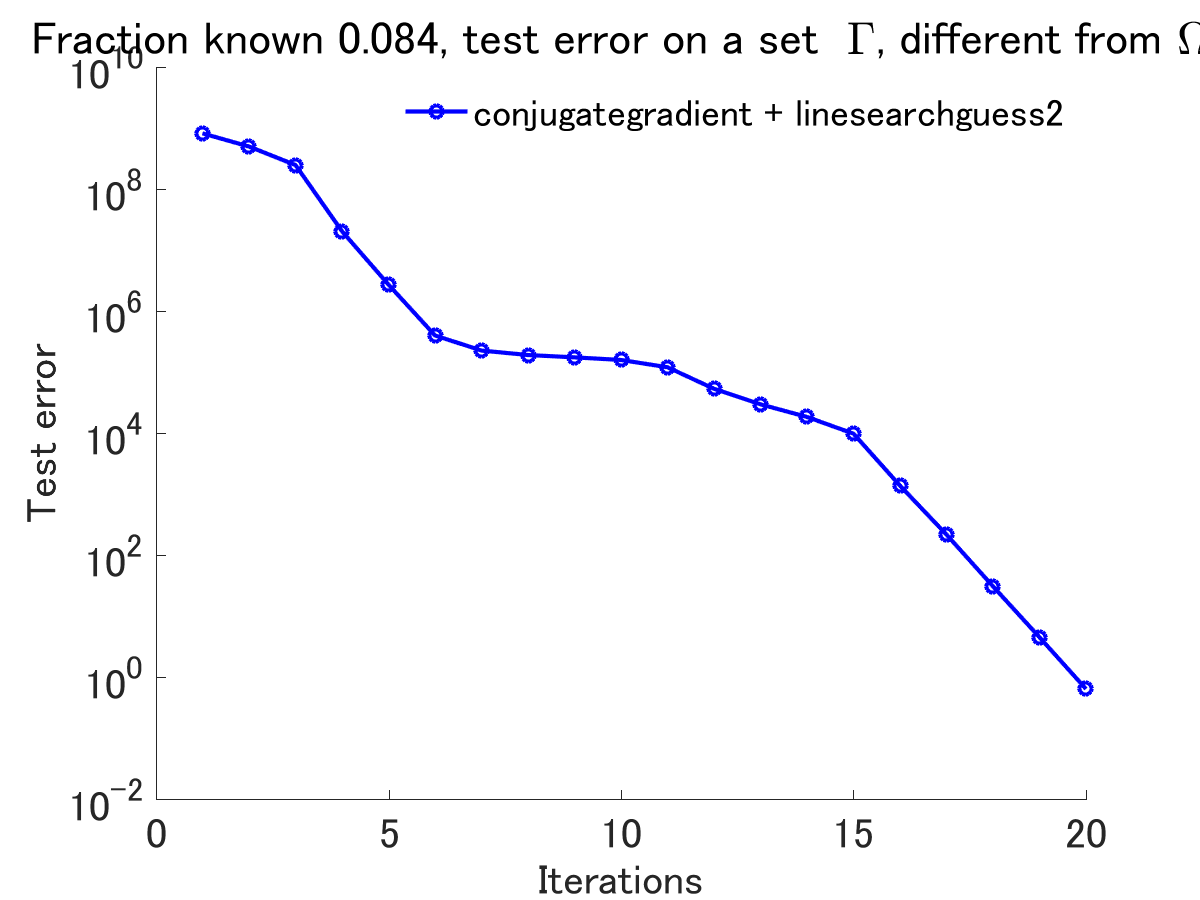 Fraction known 0.084, test error on a set Γ, different from Ω
conjugategradient + linesearchguess2
10^10
10^8
10^6
10^4
10^2
10^0
10^-2
Test error
0 5 10 15 20
Iterations